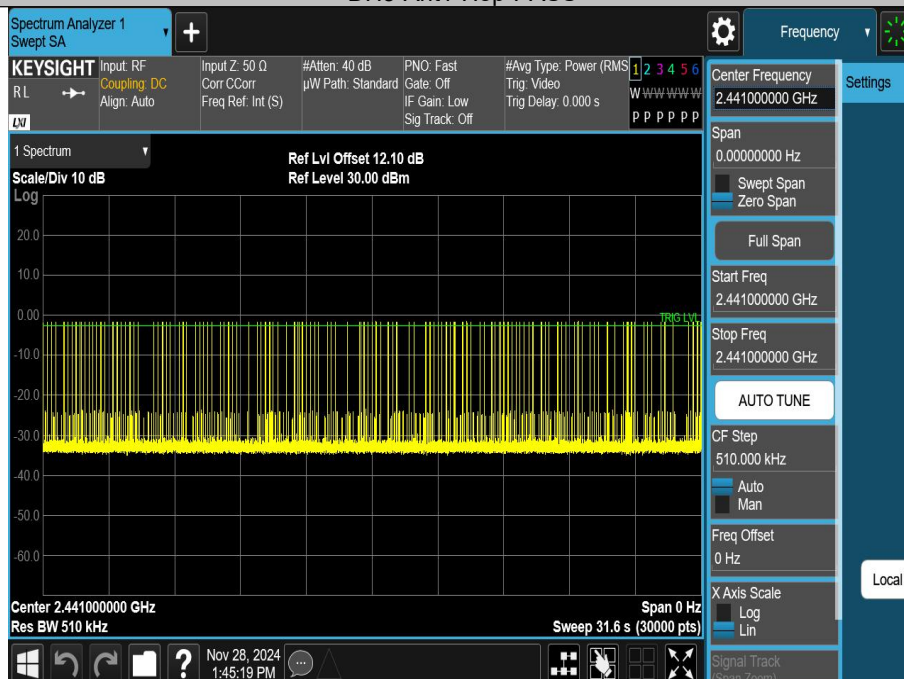 Spectrum Analyzer 1
Swept SA
Frequency
KEYSIGHT
R L
LXI
Input: RF
Coupling: DC
Align: Auto
Input Z: 50 Ω
Corr CCorr
Freq Ref: Int (S)
#Atten: 40 dB
µW Path: Standard
PNO: Fast
Gate: Off
IF Gain: Low
Sig Track: Off
#Avg Type: Power (RMS
Trig: Video
Trig Delay: 0.000 s
1 2 3 4 5 6
W W W W W W
P P P P P P
Center Frequency
2.441000000 GHz
Settings
Span
0.00000000 Hz
Swept Span
Zero Span
Full Span
Start Freq
2.441000000 GHz
Stop Freq
2.441000000 GHz
AUTO TUNE
CF Step
510.000 kHz
Auto
Man
Freq Offset
0 Hz
X Axis Scale
Log
Lin
Signal Track
(Span Zoom)
Local
1 Spectrum
Scale/Div 10 dB
Ref Lvl Offset 12.10 dB
Ref Level 30.00 dBm
Log
20.0
10.0
0.00
TRIG LVL
-10.0
-20.0
-30.0
-40.0
-50.0
-60.0
Center 2.441000000 GHz
Span 0 Hz
Res BW 510 kHz
Sweep 31.6 s (30000 pts)
?
Nov 28, 2024
1:45:19 PM